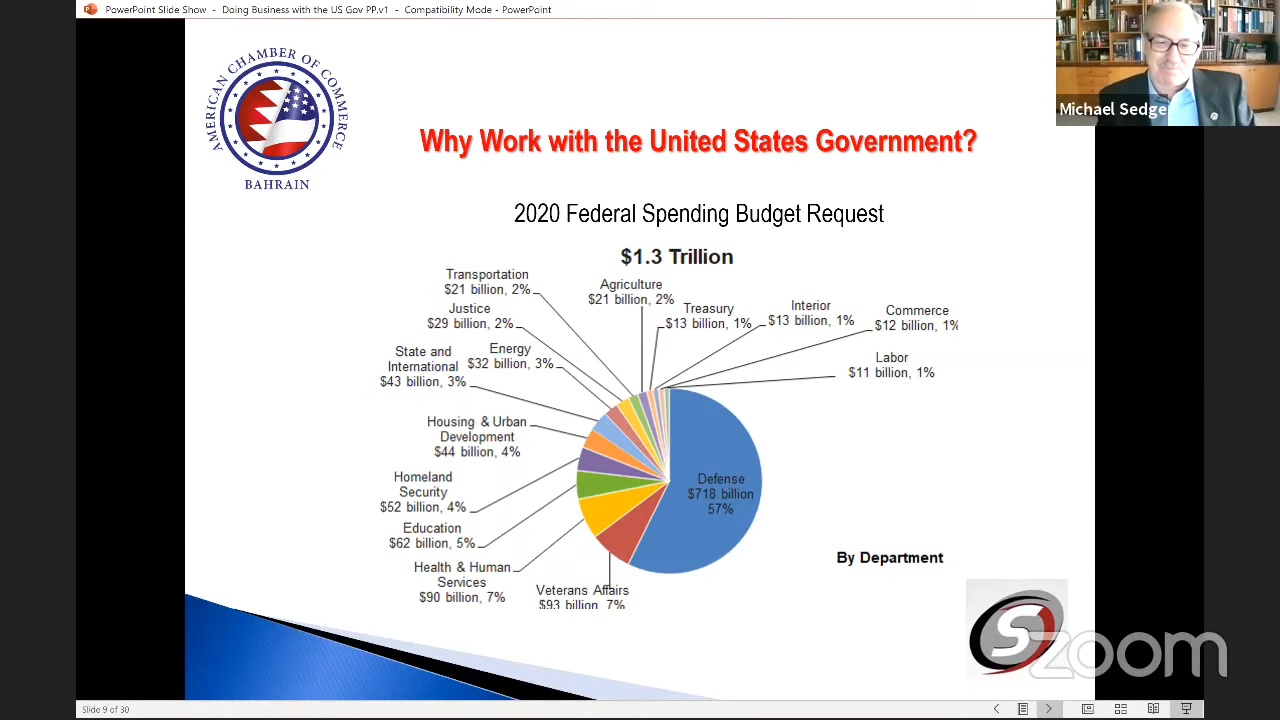 PowerPoint Slide Show - Doing Business with the US Gov PP.v1 - Compatibility Mode - PowerPoint
Michael Sedge
AMERICAN CHAMBER OF COMMERCE
BAHRAIN
Why Work with the United States Government?
2020 Federal Spending Budget Request
$1.3 Trillion
Transportation
$21 billion, 2%
Agriculture
$21 billion, 2%
Treasury
$13 billion, 1%
Interior
$13 billion, 1%
Commerce
$12 billion, 1%
Labor
$11 billion, 1%
Justice
$29 billion, 2%
Energy
$32 billion, 3%
State and
International
$43 billion, 3%
Housing & Urban
Development
$44 billion, 4%
Homeland
Security
$52 billion, 4%
Education
$62 billion, 5%
Health & Human
Services
$90 billion, 7%
Veterans Affairs
$93 billion, 7%
Defense
$718 billion
57%
By Department
S
zoom
Slide 9 of 30